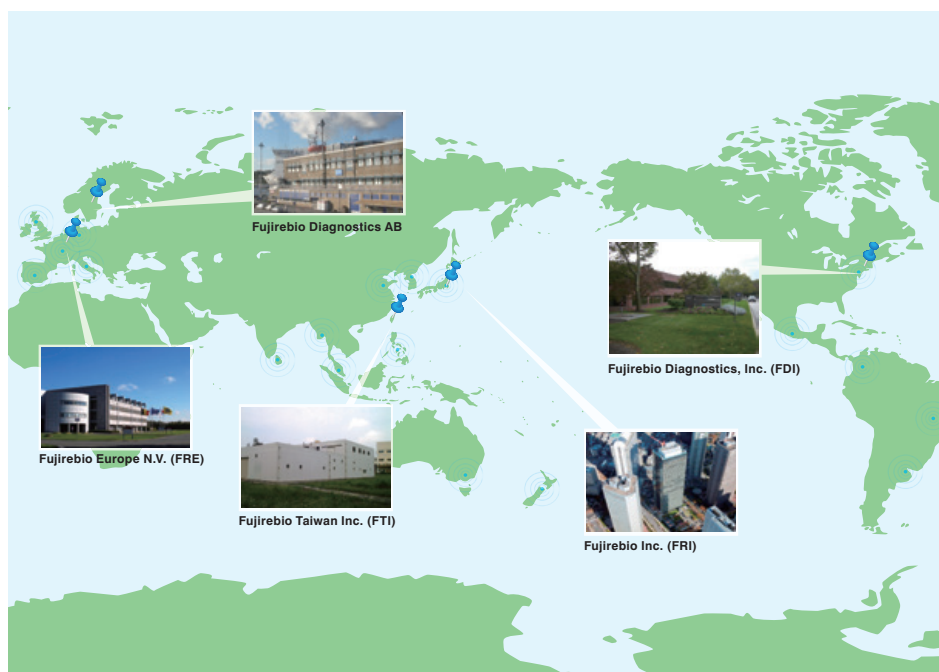 Fujirebio Diagnostics AB
Fujirebio Diagnostics, Inc. (FDI)
Fujirebio Europe N.V. (FRE)
Fujirebio Taiwan Inc. (FTI)
Fujirebio Inc. (FRI)